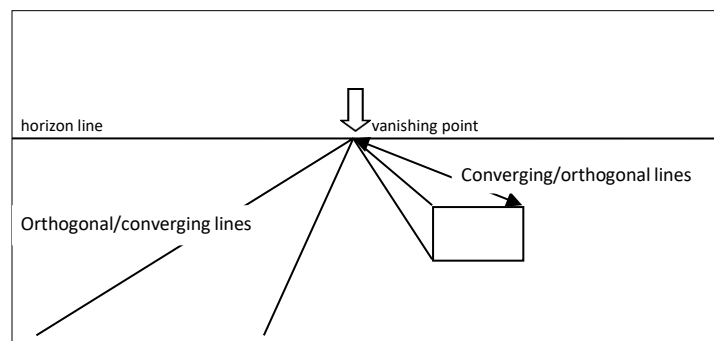 horizon line
vanishing point
Converging/orthogonal lines
Orthogonal/converging lines